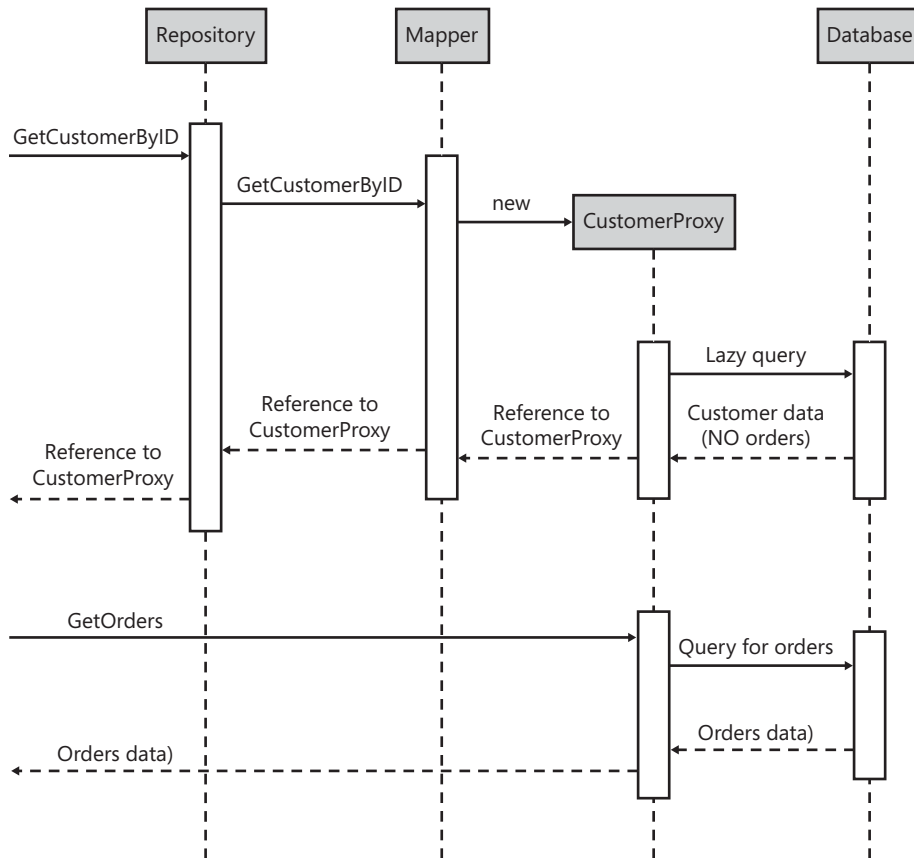 Repository
Mapper
Database
GetCustomerByID
GetCustomerByID
new
CustomerProxy
Lazy query
Reference to
CustomerProxy
Reference to
CustomerProxy
Customer data
(NO orders)
Reference to
CustomerProxy
GetOrders
Query for orders
Orders data)
Orders data)